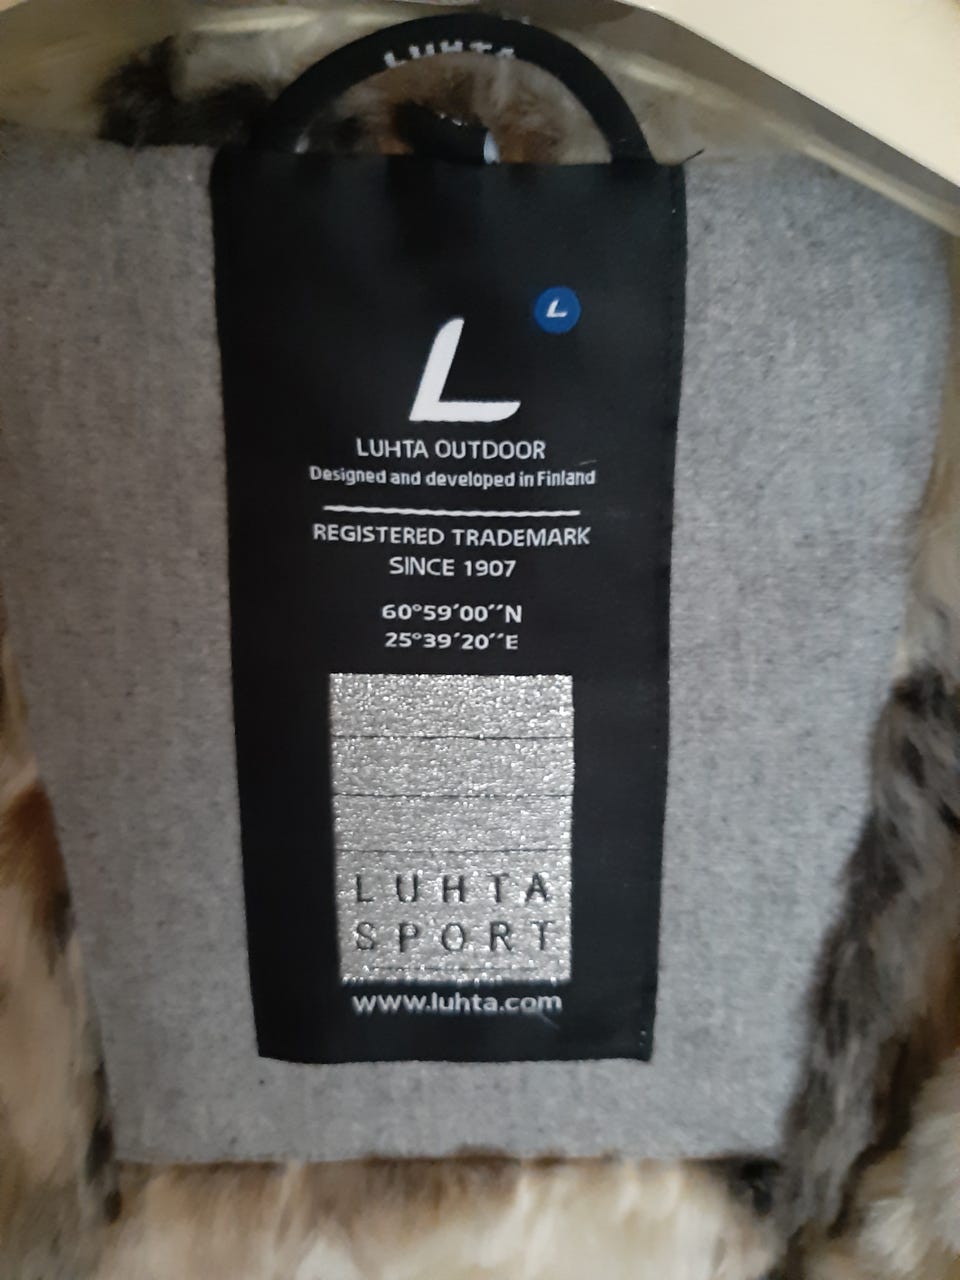 LUHTA
L
L
LUHTA OUTDOOR
Designed and developed in Finland
REGISTERED TRADEMARK
SINCE 1907
60°59′00′′N
25°39′20′′E
LUHTA
SPORT
www.luhta.com